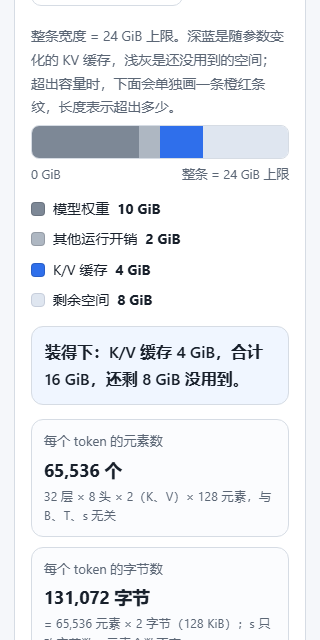 整条宽度 = 24 GiB 上限。深蓝是随参数变
化的 KV 缓存，浅灰是还没用到的空间；
超出容量时，下面会单独画一条橙红条
纹，长度表示超出多少。
0 GiB 整条 = 24 GiB 上限
模型权重 10 GiB
其他运行开销 2 GiB
K/V 缓存 4 GiB
剩余空间 8 GiB
装得下：K/V 缓存 4 GiB，合计
16 GiB，还剩 8 GiB 没用到。
每个 token 的元素数
65,536 个
32 层 × 8 头 × 2（K、V）× 128 元素，与
B、T、s 无关
每个 token 的字节数
131,072 字节
= 65,536 元素 × 2 字节（128 KiB）；s 只